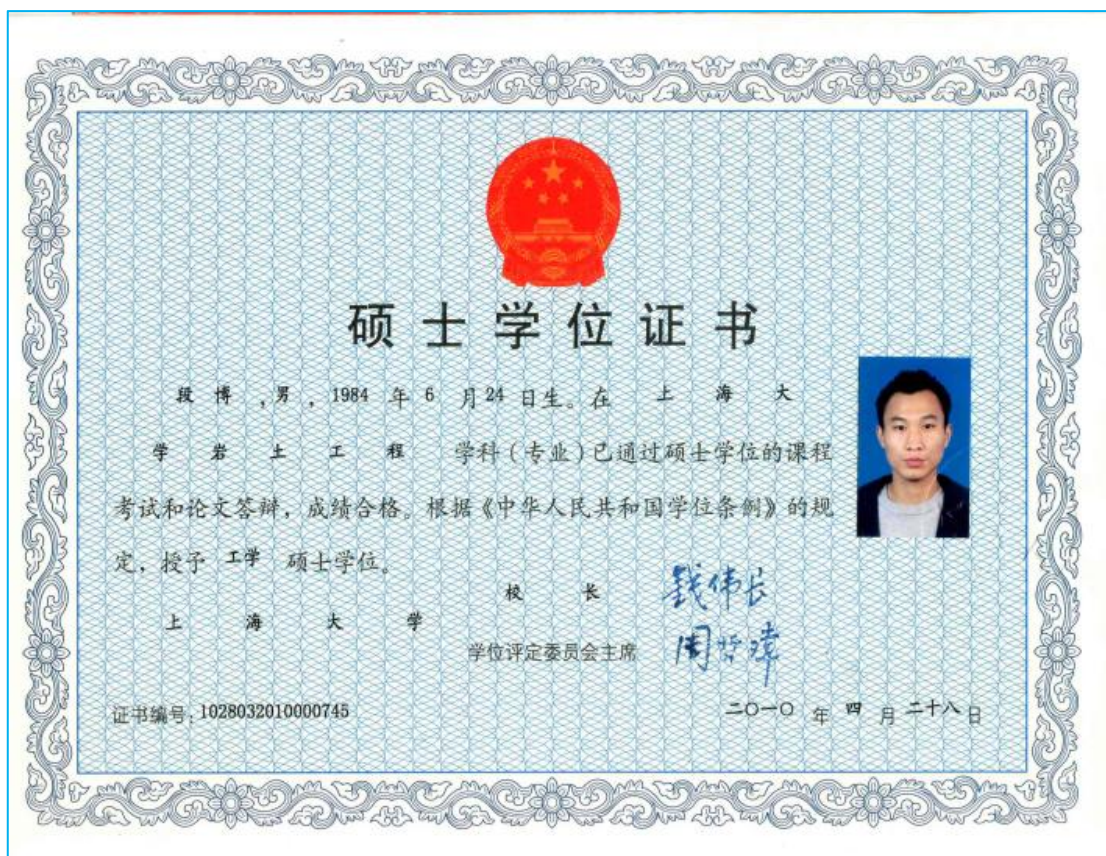 硕士学位证书
段博,男,1984年6月24日生。在上海大
学岩土工程学科(专业)已通过硕士学位的课程
考试和论文答辩,成绩合格。根据《中华人民共和国学位条例》的规
定,授予工学硕士学位。
校长 钱伟长
上海大学
学位评定委员会主席 周哲玮
证书编号:1028032010000745
二〇一〇年四月二十八日